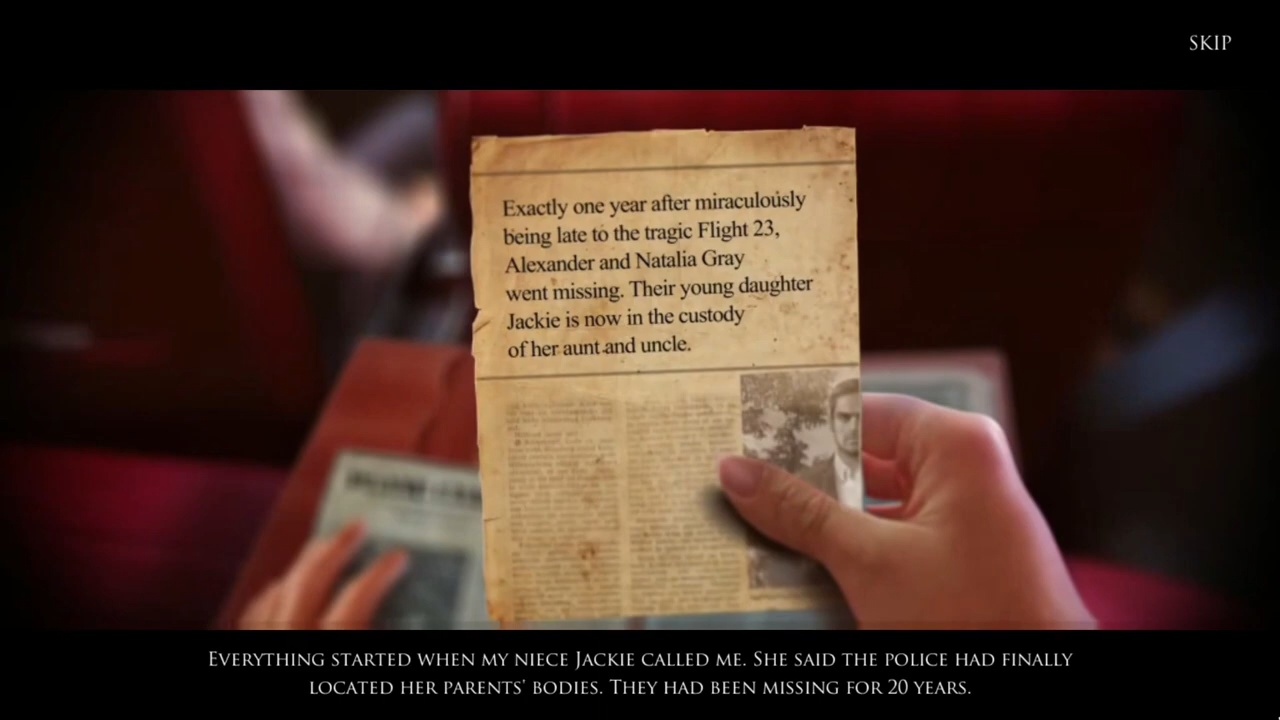 SKIP
Exactly one year after miraculously
being late to the tragic Flight 23,
Alexander and Natalia Gray
went missing. Their young daughter
Jackie is now in the custody
of her aunt and uncle.
Everything started when my niece Jackie called me. She said the police had finally
located her parents' bodies. They had been missing for 20 years.